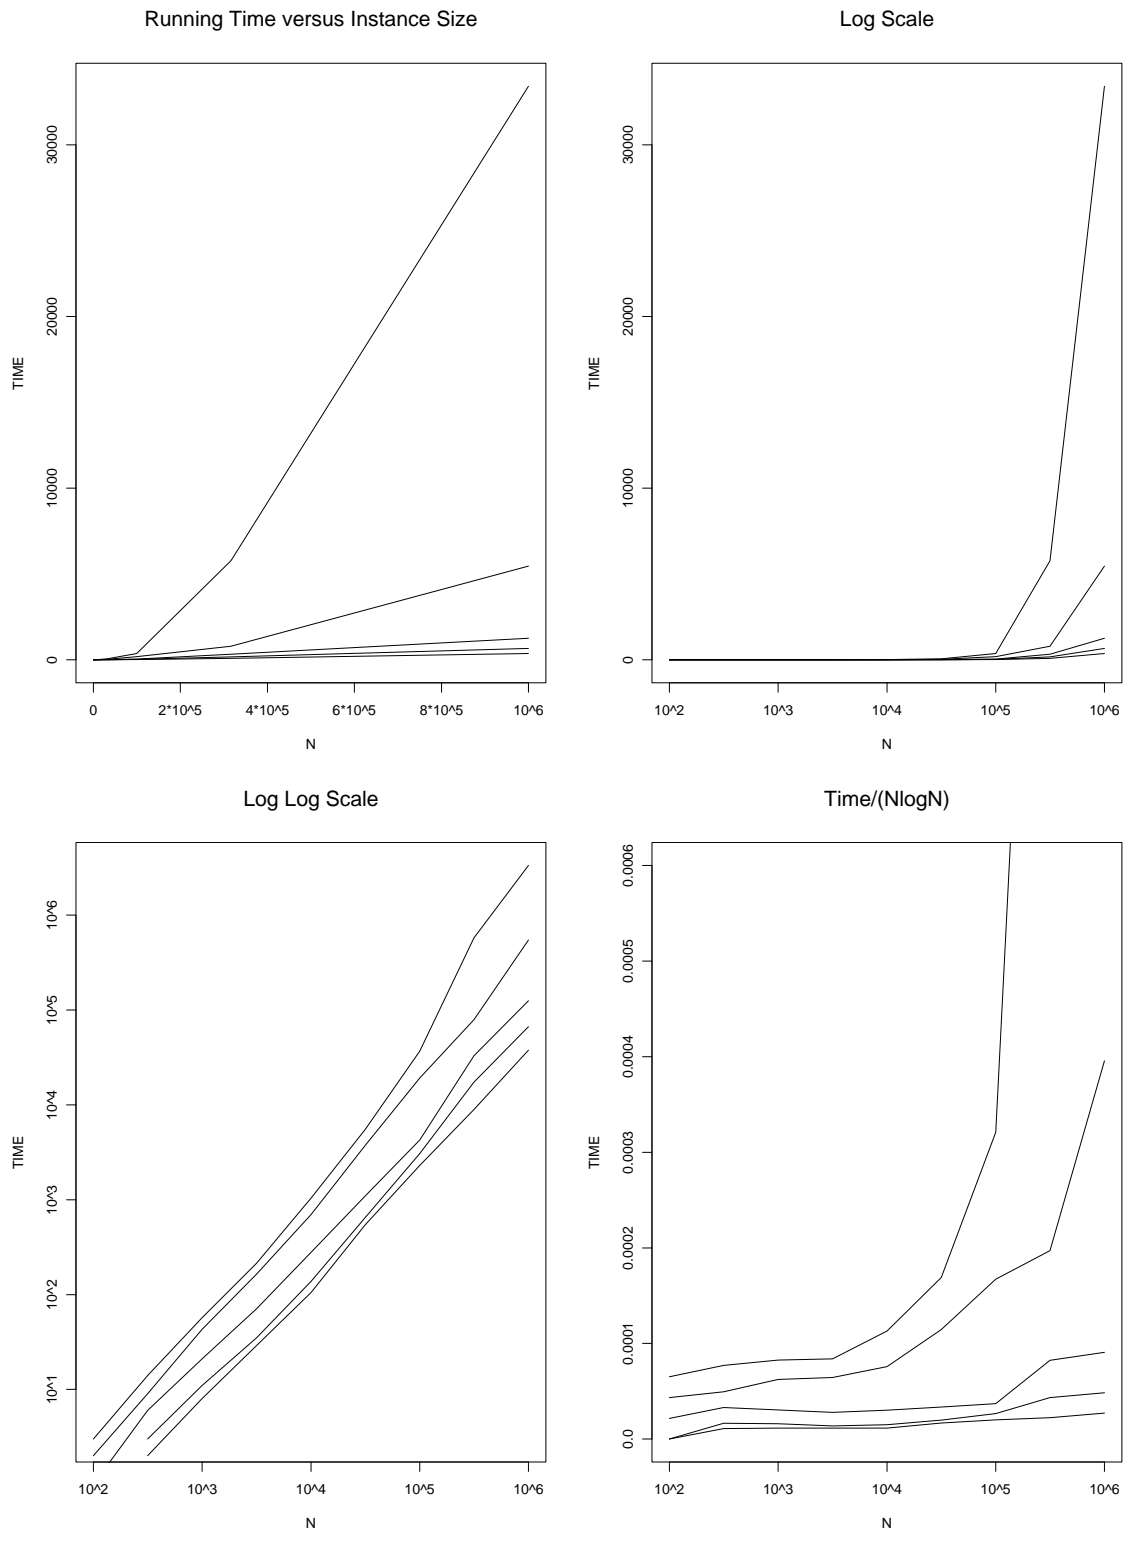 Running Time versus Instance Size
TIME
30000
20000
10000
0
0 2*10^5 4*10^5 6*10^5 8*10^5 10^6
N
Log Scale
TIME
30000
20000
10000
0
10^2 10^3 10^4 10^5 10^6
N
Log Log Scale
TIME
10^6
10^5
10^4
10^3
10^2
10^1
10^2 10^3 10^4 10^5 10^6
N
Time/(NlogN)
TIME
0.0006
0.0005
0.0004
0.0003
0.0002
0.0001
0.0
10^2 10^3 10^4 10^5 10^6
N